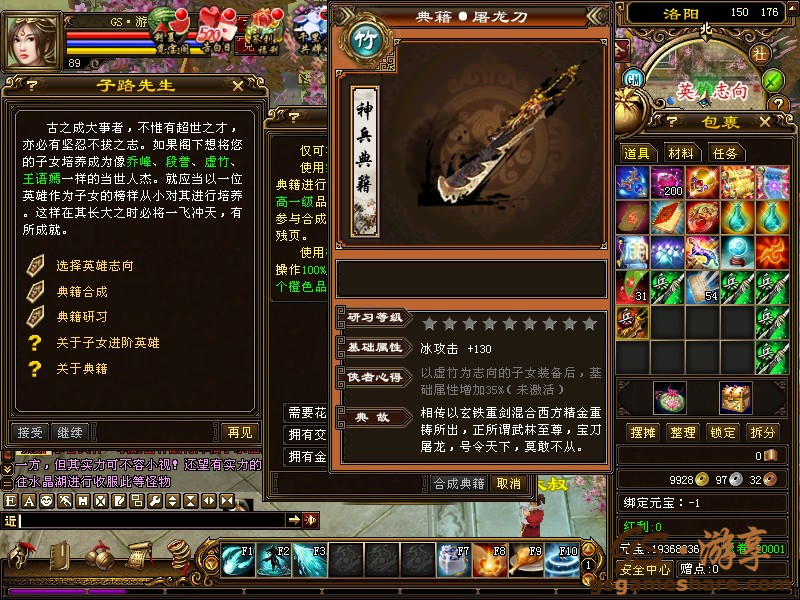 GS·游
89
子路先生
古之成大事者，不惟有超世之才，
亦必有坚忍不拔之志。如果阁下想将您
的子女培养成为像乔峰、段誉、虚竹、
王语嫣一样的当世人杰。就应当以一位
英雄作为子女的榜样从小对其进行培养
。这样在其长大之时必将一飞冲天，有
所成就。
选择英雄志向
典籍合成
典籍研习
? 关于子女进阶英雄
? 关于典籍
接受
继续
再见
一方，但其实力可不容小视！还望有实力的
往水晶湖进行收服此等怪物
近
仅可
使用
典籍进行
高一级品
参与合成
残页。
使用
操作100%
个橙色品
需要花
拥有交
拥有金
合成典籍
取消
典籍●屠龙刀
竹
神兵典籍
研习等级
基础属性
冰攻击 +130
侠者心得
以虚竹为志向的子女装备后，基
础属性增加35%（未激活）
典故
相传以玄铁重剑混合西方精金重
铸所出，正所谓武林至尊，宝刀
屠龙，号令天下，莫敢不从。
洛阳
150 176
北
社
GM
英雄志向
? 包裹
道具
材料
任务
200
31
54
摆摊
整理
锁定
拆分
0
9928 97 32
绑定元宝：-1
红利:0
安全中心
赠点:0
F1
F2
F3
F7
F8
F9
F10
1
游享
gsgameshare.com